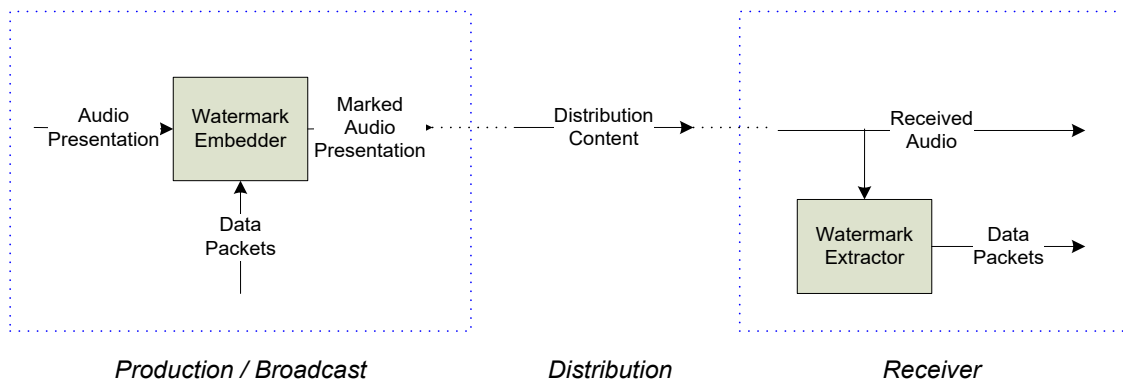 Audio
Presentation
Watermark
Embedder
Marked
Audio
Presentation
Data
Packets
Distribution
Content
Received
Audio
Watermark
Extractor
Data
Packets
Production / Broadcast
Distribution
Receiver